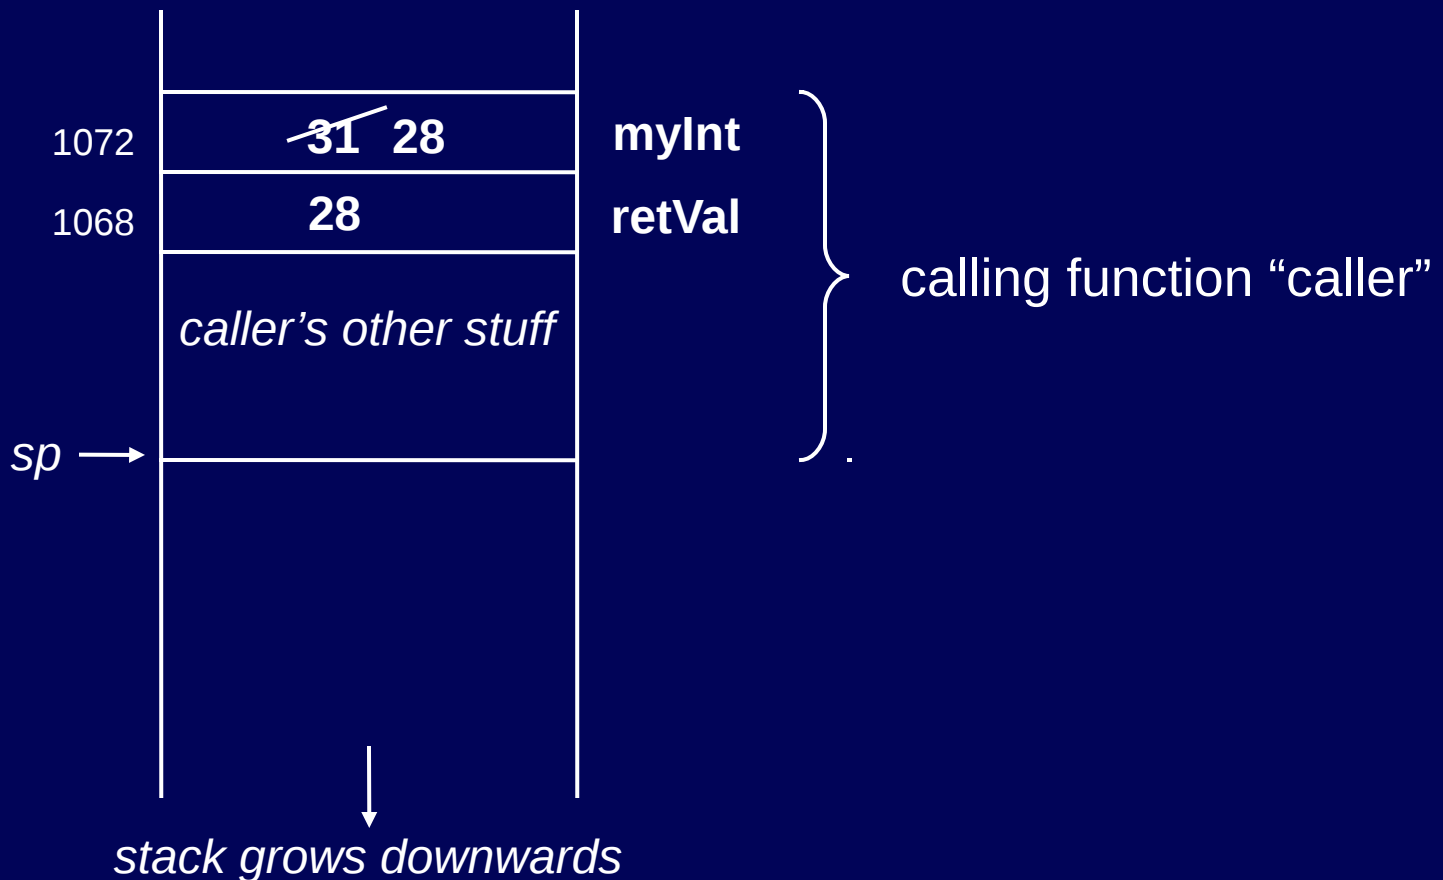 1072 31 28 myInt
1068 28 retVal
calling function “caller”
caller’s other stuff
sp
stack grows downwards